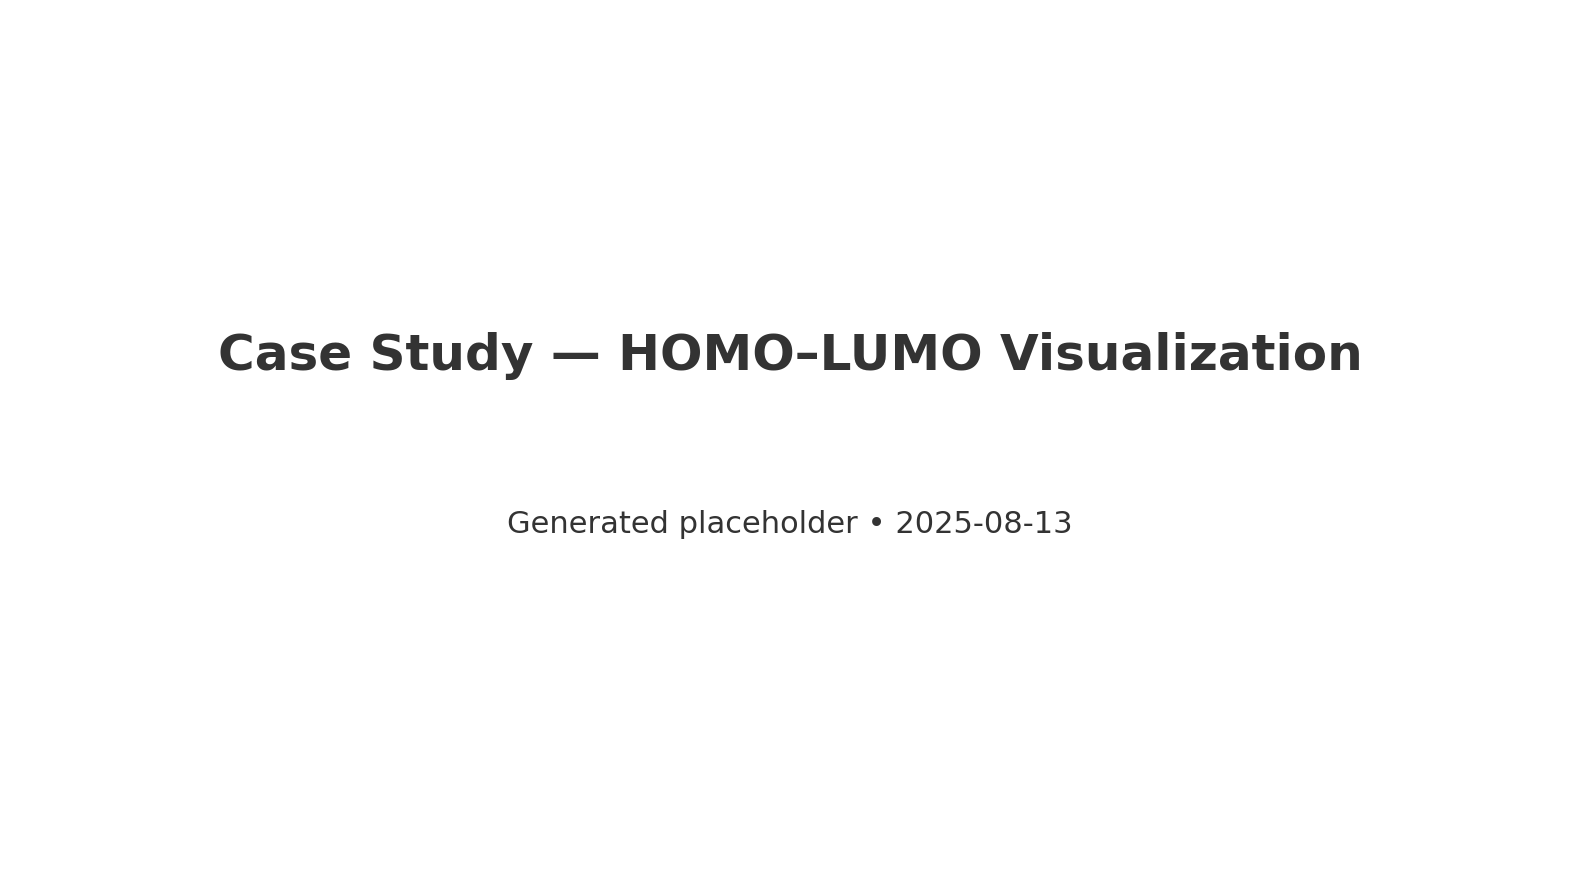 Case Study — HOMO–LUMO Visualization
Generated placeholder • 2025-08-13